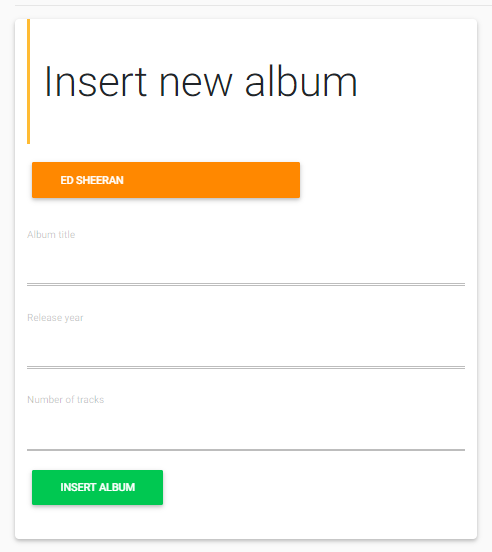 Insert new album
ED SHEERAN
Album title
Release year
Number of tracks
INSERT ALBUM